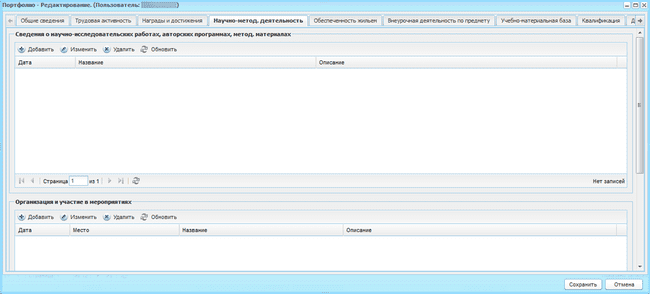 Портфолио - Редактирование. (Пользователь: )
Общие сведения Трудовая активность Награды и достижения Научно-метод. деятельность Обеспеченность жильем Внеурочная деятельность по предмету Учебно-материальная база Квалификация Д
Сведения о научно-исследовательских работах, авторских программах, метод. материалах
Добавить Изменить Удалить Обновить
Дата Название Описание
Страница 1 из 1 Нет записей
Организация и участие в мероприятиях
Добавить Изменить Удалить Обновить
Дата Место Название Описание
Сохранить Отмена